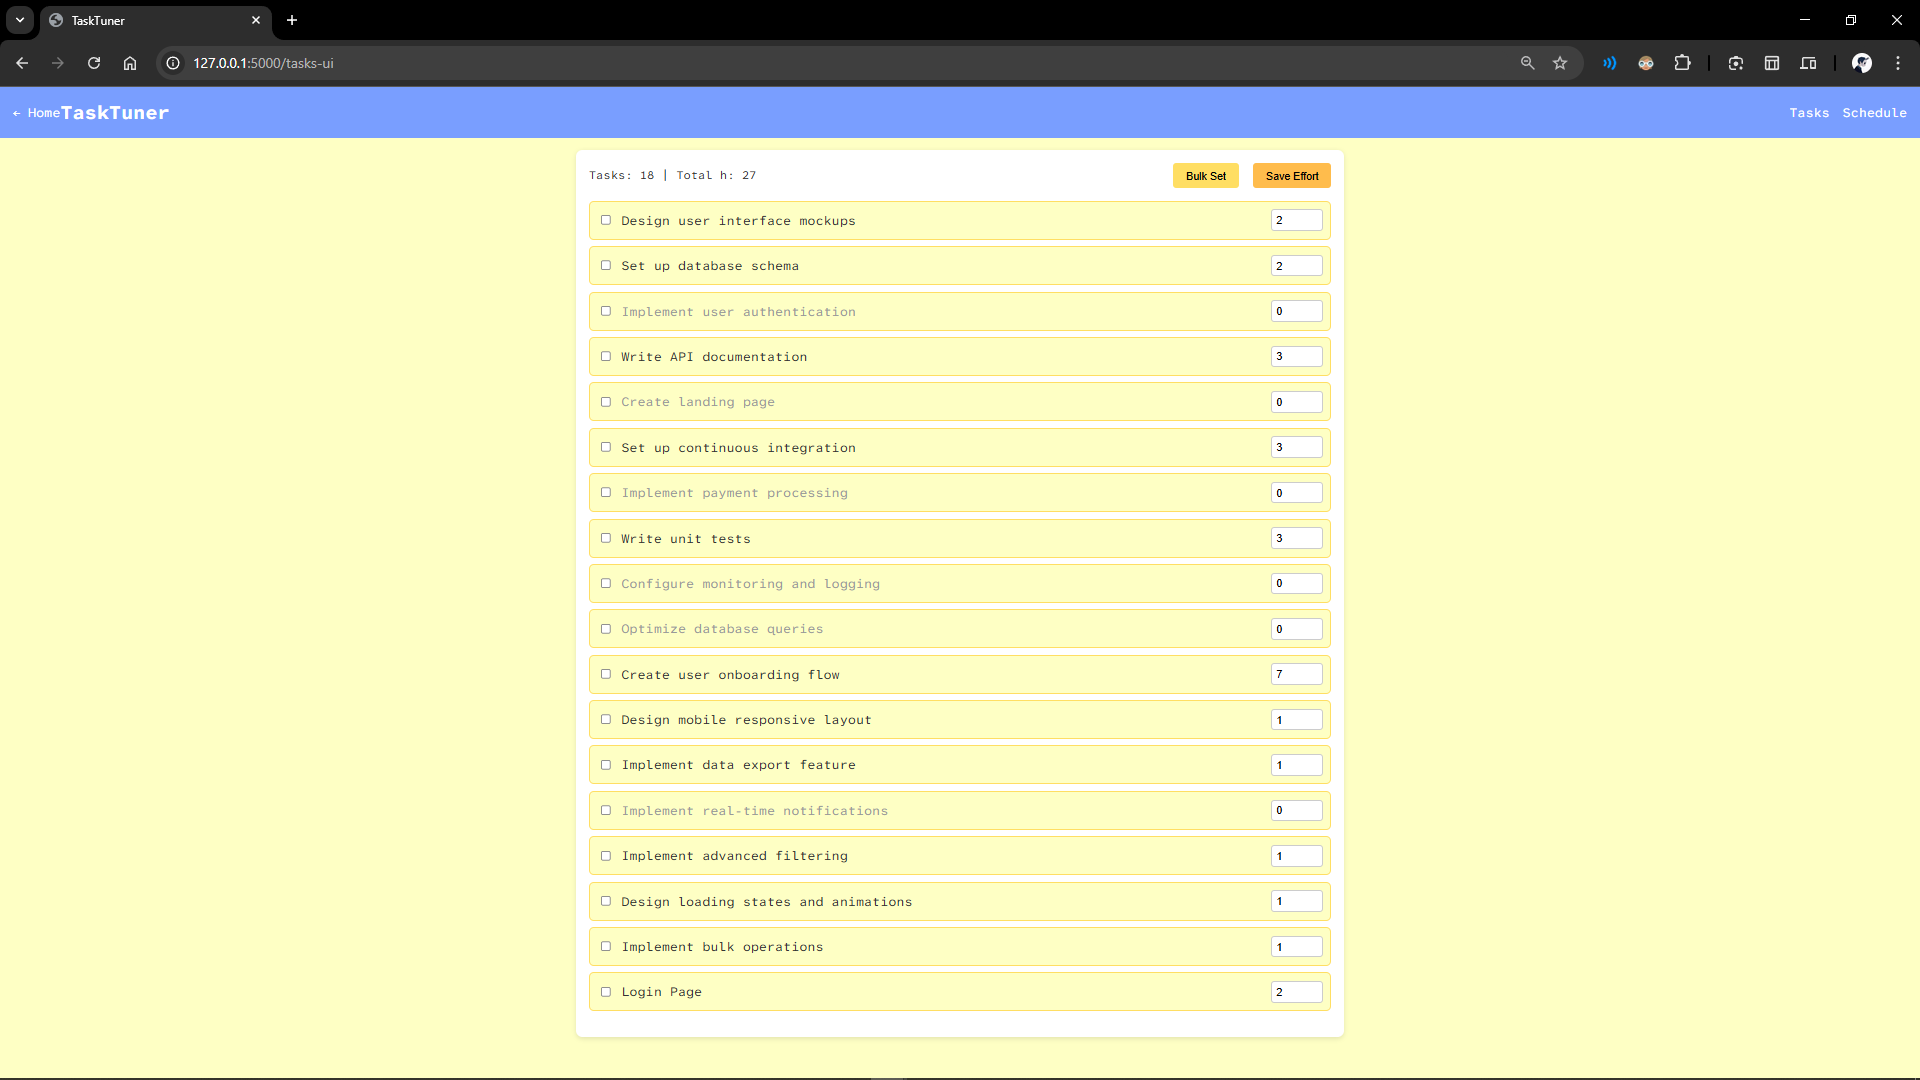 TaskTuner
127.0.0.1:5000/tasks-ui
← Home TaskTuner Tasks Schedule
Tasks: 18 | Total h: 27 Bulk Set Save Effort
Design user interface mockups 2
Set up database schema 2
Implement user authentication 0
Write API documentation 3
Create landing page 0
Set up continuous integration 3
Implement payment processing 0
Write unit tests 3
Configure monitoring and logging 0
Optimize database queries 0
Create user onboarding flow 7
Design mobile responsive layout 1
Implement data export feature 1
Implement real-time notifications 0
Implement advanced filtering 1
Design loading states and animations 1
Implement bulk operations 1
Login Page 2